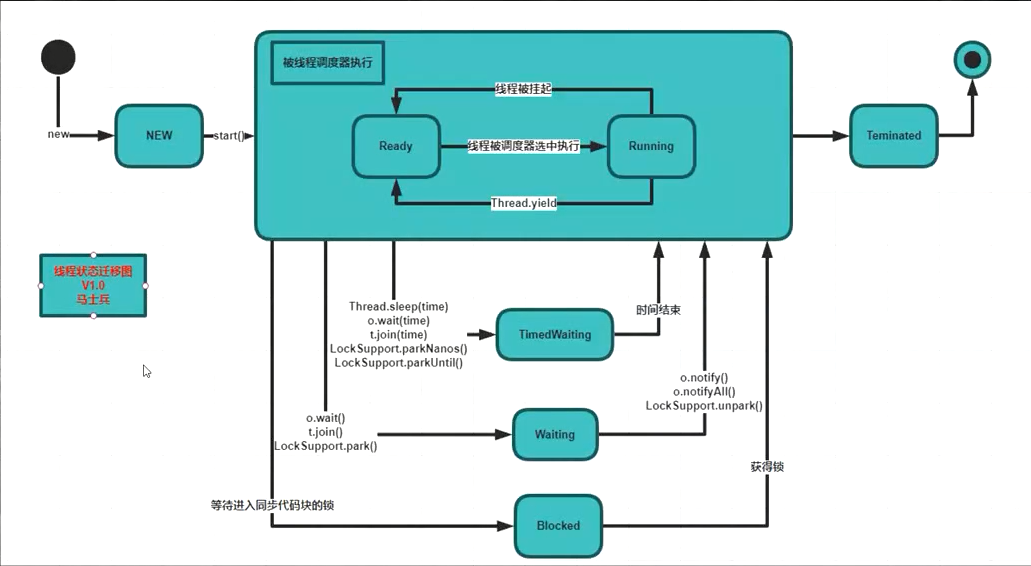 被线程调度器执行
线程被挂起
new
NEW
start()
Ready
线程被调度器选中执行
Running
Teminated
Thread.yield
线程状态迁移图
V1.0
马士兵
Thread.sleep(time)
o.wait(time)
t.join(time)
LockSupport.parkNanos()
LockSupport.parkUntil()
TimedWaiting
时间结束
o.wait()
t.join()
LockSupport.park()
Waiting
o.notify()
o.notifyAll()
LockSupport.unpark()
等待进入同步代码块的锁
Blocked
获得锁